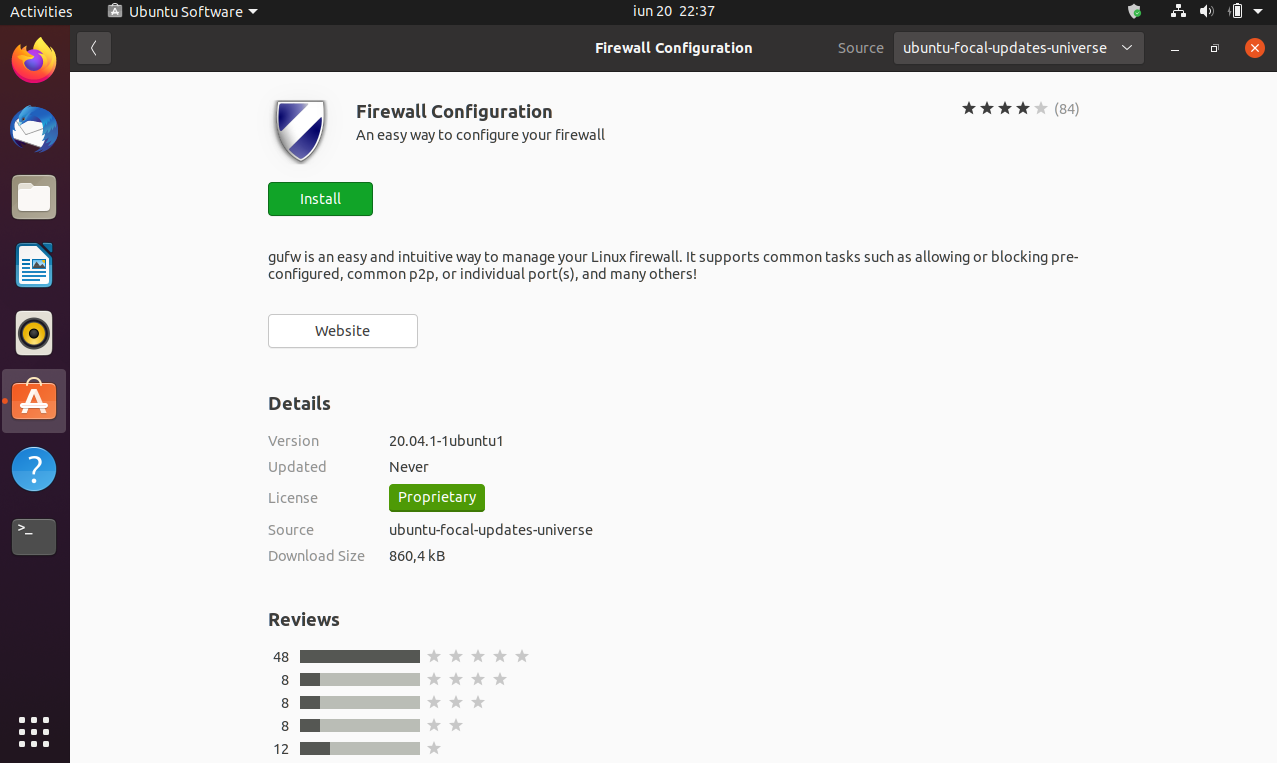 Activities Ubuntu Software iun 20 22:37
Firewall Configuration Source ubuntu-focal-updates-universe
Firewall Configuration (84)
An easy way to configure your firewall
Install
gufw is an easy and intuitive way to manage your Linux firewall. It supports common tasks such as allowing or blocking pre-
configured, common p2p, or individual port(s), and many others!
Website
Details
Version 20.04.1-1ubuntu1
Updated Never
License Proprietary
Source ubuntu-focal-updates-universe
Download Size 860,4 kB
Reviews
48
8
8
8
12